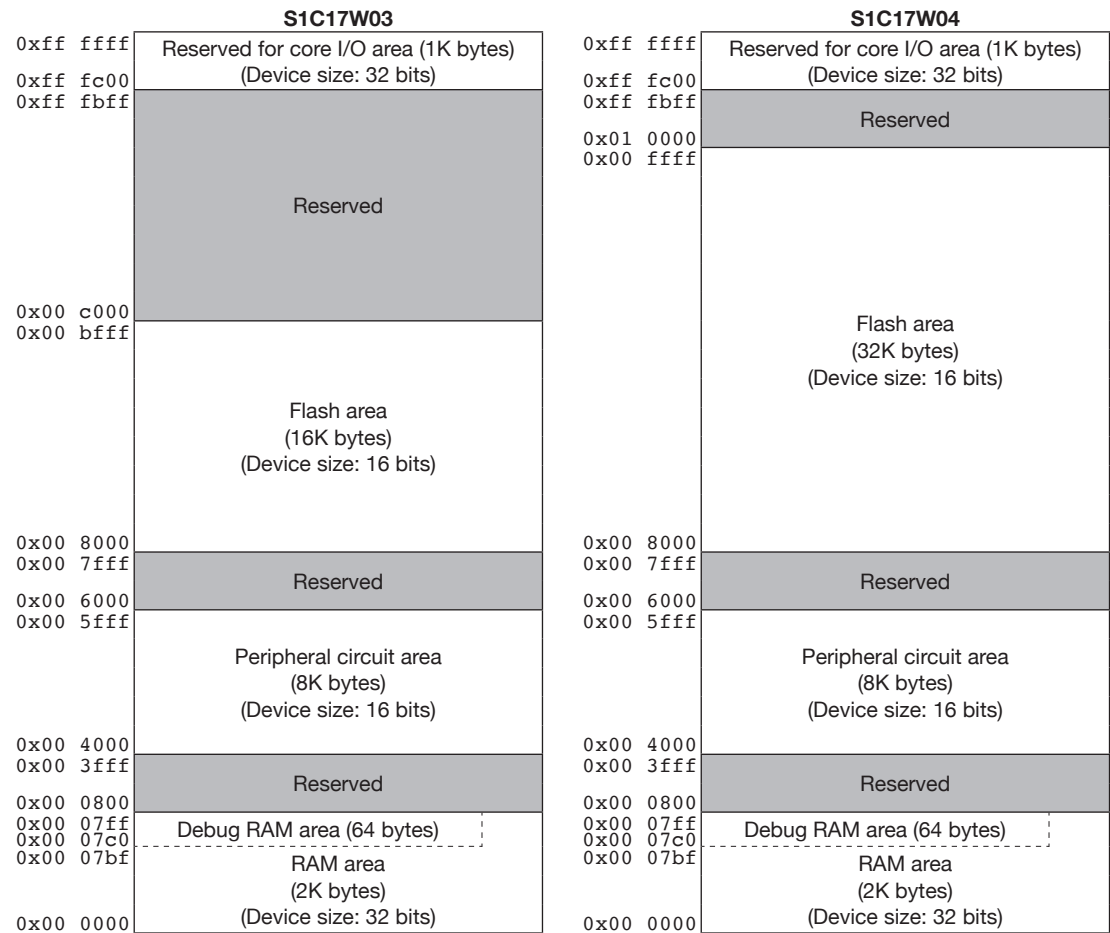 S1C17W03
0xff ffff
Reserved for core I/O area (1K bytes)
(Device size: 32 bits)
0xff fc00
0xff fbff
Reserved
0x00 c000
0x00 bfff
Flash area
(16K bytes)
(Device size: 16 bits)
0x00 8000
0x00 7fff
Reserved
0x00 6000
0x00 5fff
Peripheral circuit area
(8K bytes)
(Device size: 16 bits)
0x00 4000
0x00 3fff
Reserved
0x00 0800
0x00 07ff
Debug RAM area (64 bytes)
0x00 07c0
0x00 07bf
RAM area
(2K bytes)
(Device size: 32 bits)
0x00 0000
S1C17W04
0xff ffff
Reserved for core I/O area (1K bytes)
(Device size: 32 bits)
0xff fc00
0xff fbff
Reserved
0x01 0000
0x00 ffff
Flash area
(32K bytes)
(Device size: 16 bits)
0x00 8000
0x00 7fff
Reserved
0x00 6000
0x00 5fff
Peripheral circuit area
(8K bytes)
(Device size: 16 bits)
0x00 4000
0x00 3fff
Reserved
0x00 0800
0x00 07ff
Debug RAM area (64 bytes)
0x00 07c0
0x00 07bf
RAM area
(2K bytes)
(Device size: 32 bits)
0x00 0000